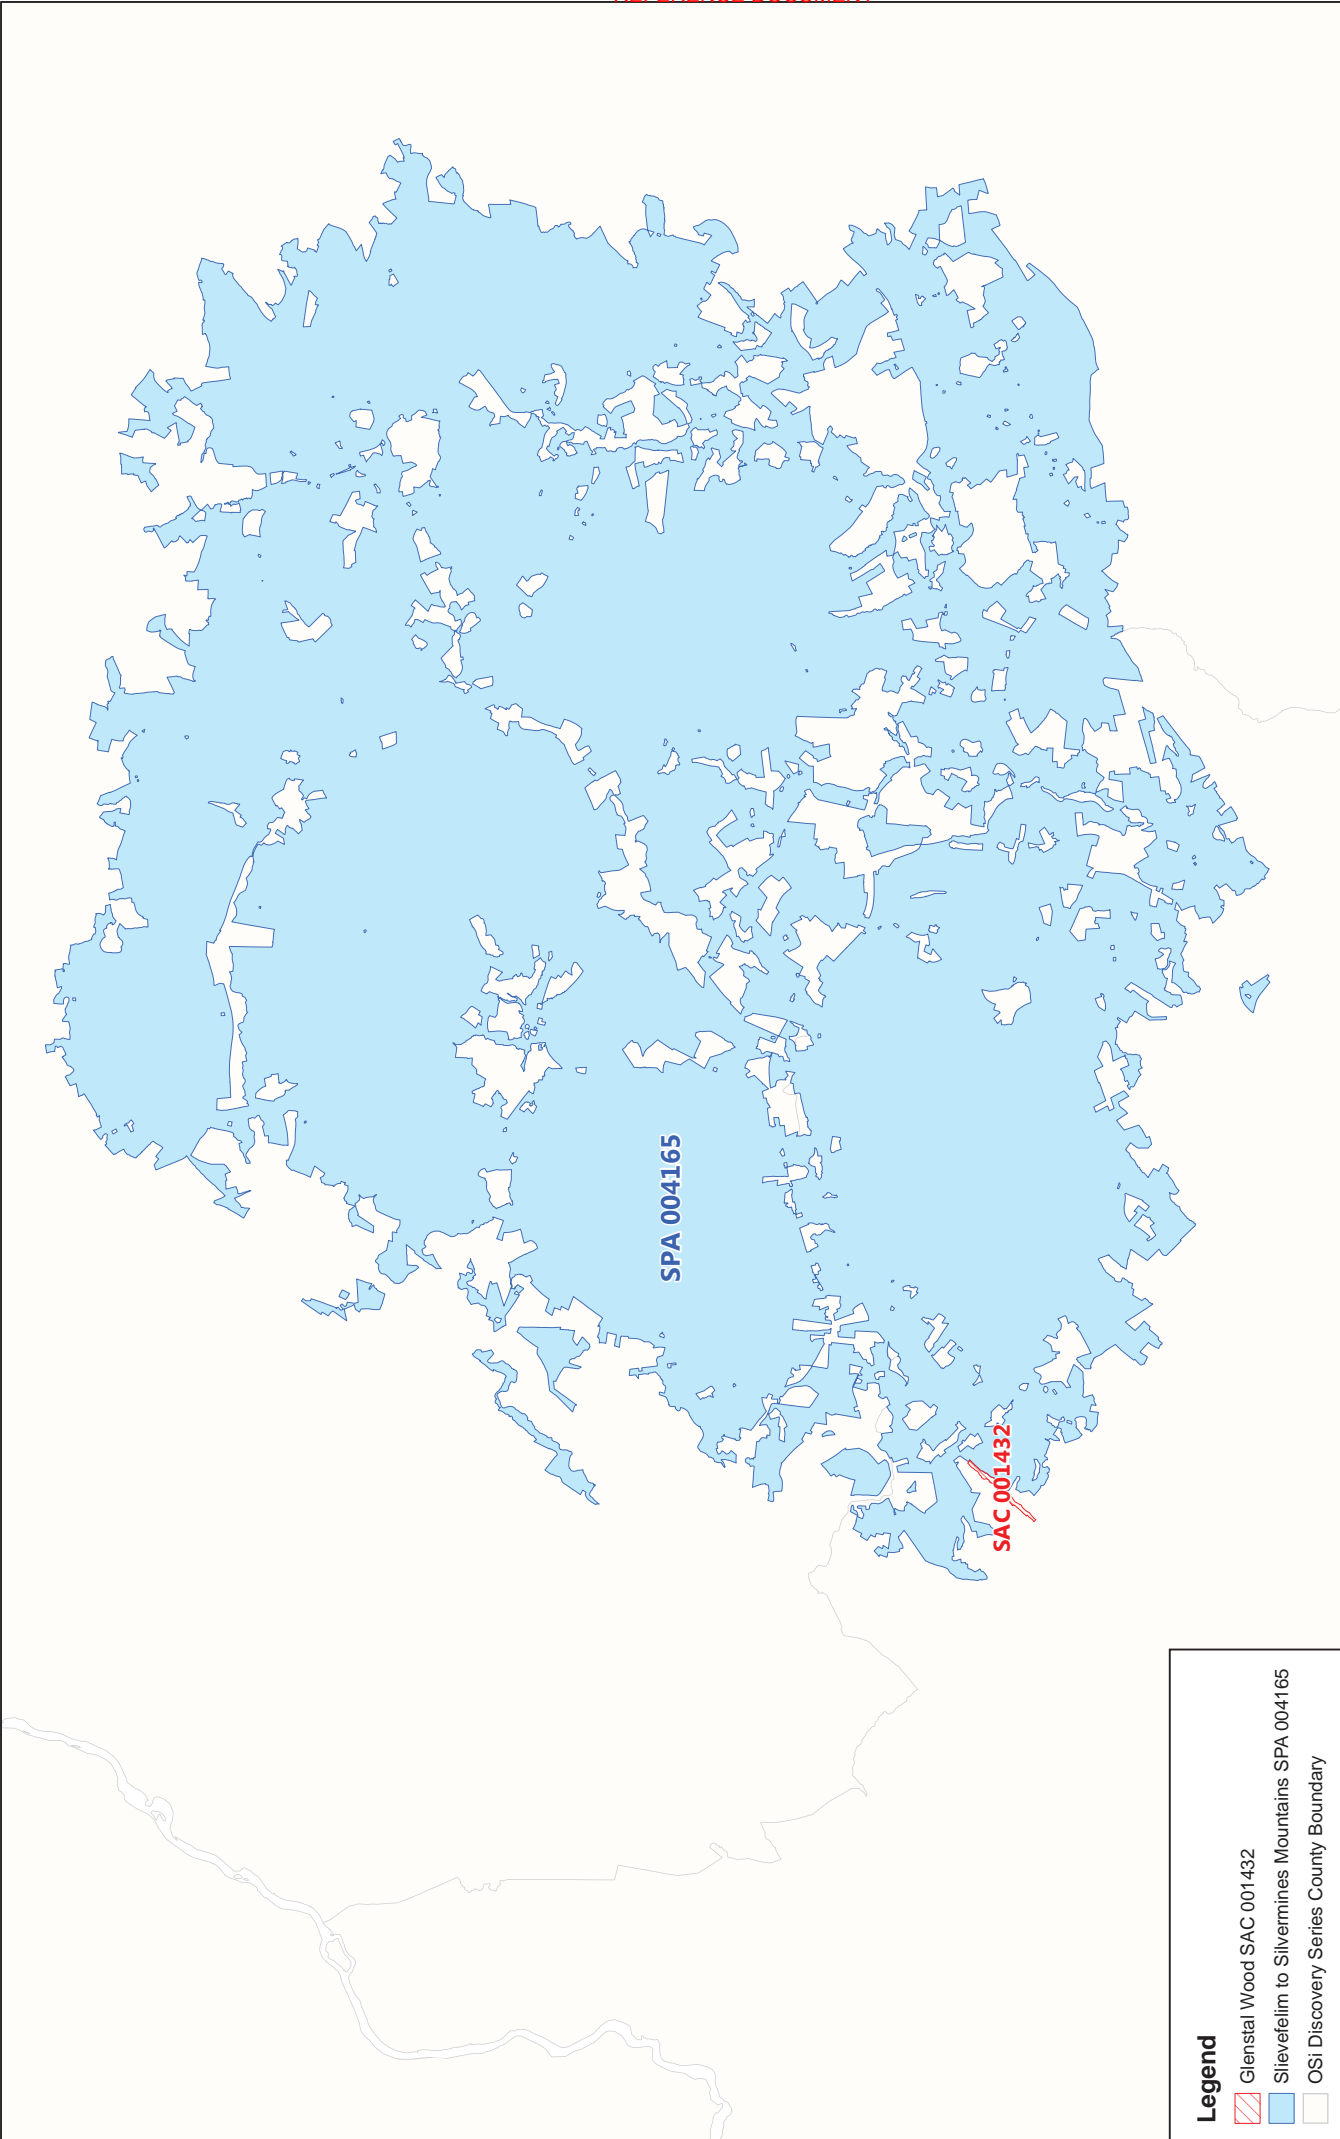 SPA 004165
SAC 001432
Legend
Glenstal Wood SAC 001432
Slievefelim to Silvermines Mountains SPA 004165
OSi Discovery Series County Boundary